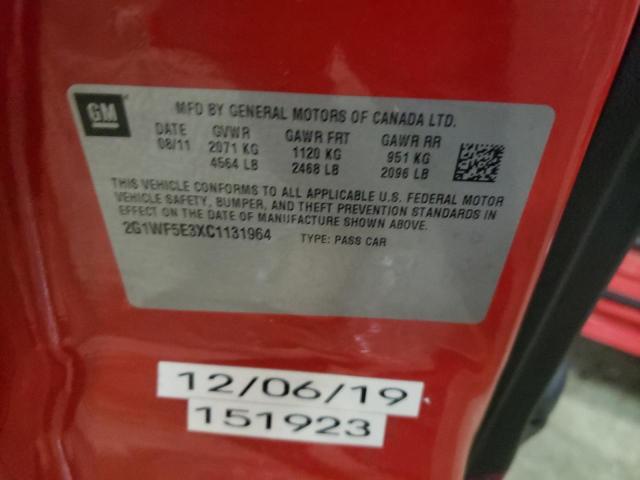 GM
MFD BY GENERAL MOTORS OF CANADA LTD.
DATE GVWR GAWR FRT GAWR RR
08/11 2071 KG 1120 KG 951 KG
4564 LB 2468 LB 2096 LB
THIS VEHICLE CONFORMS TO ALL APPLICABLE U.S. FEDERAL MOTOR
VEHICLE SAFETY, BUMPER, AND THEFT PREVENTION STANDARDS IN
EFFECT ON THE DATE OF MANUFACTURE SHOWN ABOVE.
2G1WF5E3XC1131964 TYPE: PASS CAR
12/06/19
151923